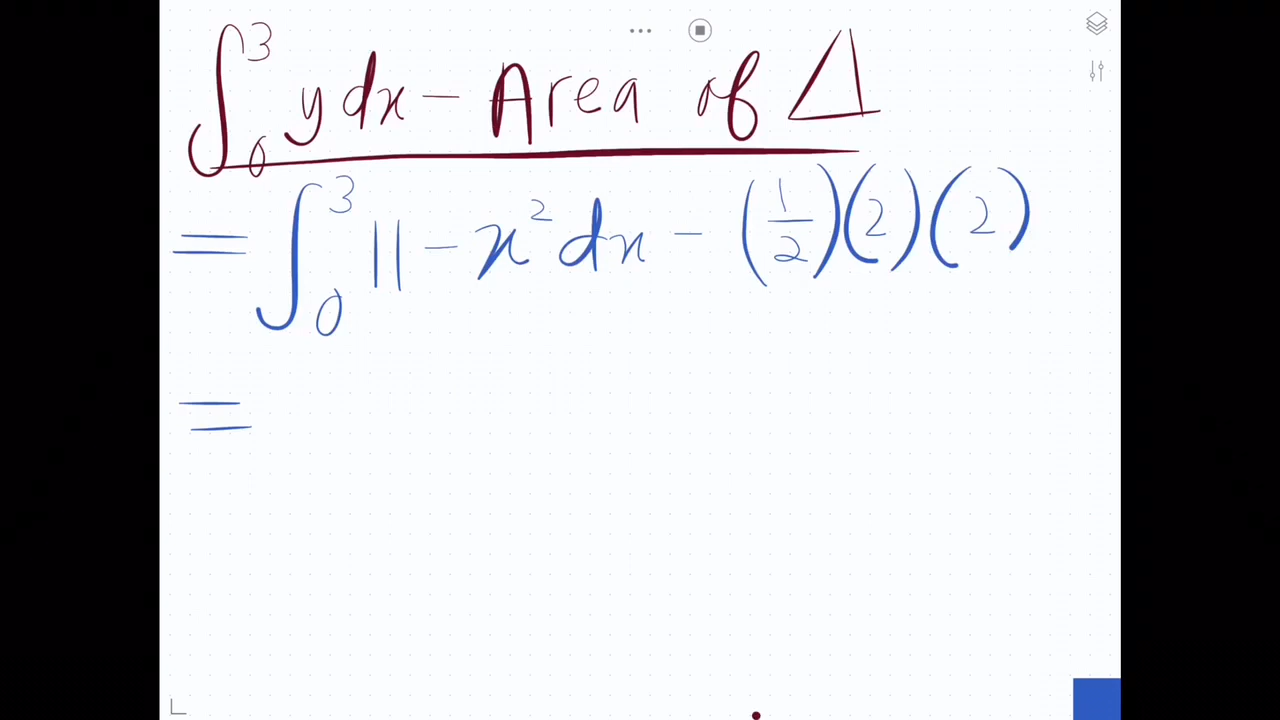 ∫₀³ y dx − Area of Δ
= ∫₀³ 11 − x² dx − (1/2)(2)(2)
=